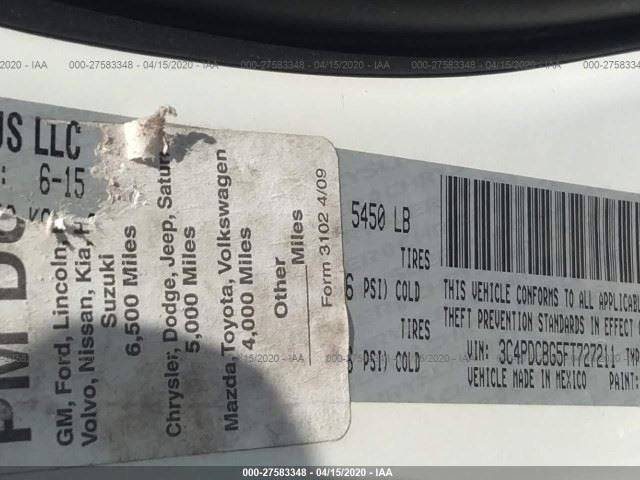 000-27583348 - 04/15/2020 - IAA
US LLC
6-15
5450 LB
TIRES
PSI) COLD
TIRES
PSI) COLD
THIS VEHICLE CONFORMS TO ALL APPLICABL
THEFT PREVENTION STANDARDS IN EFFECT
VIN: 3C4PDCBG5FT727211
VEHICLE MADE IN MEXICO PAINT
GM, Ford, Lincoln,
Volvo, Nissan, Kia,
Suzuki
6,500 Miles
Chrysler, Dodge, Jeep, Saturn
5,000 Miles
Mazda, Toyota, Volkswagen
4,000 Miles
Other
Miles
Form 3102 4/09
000-27583348 - 04/15/2020 - IAA